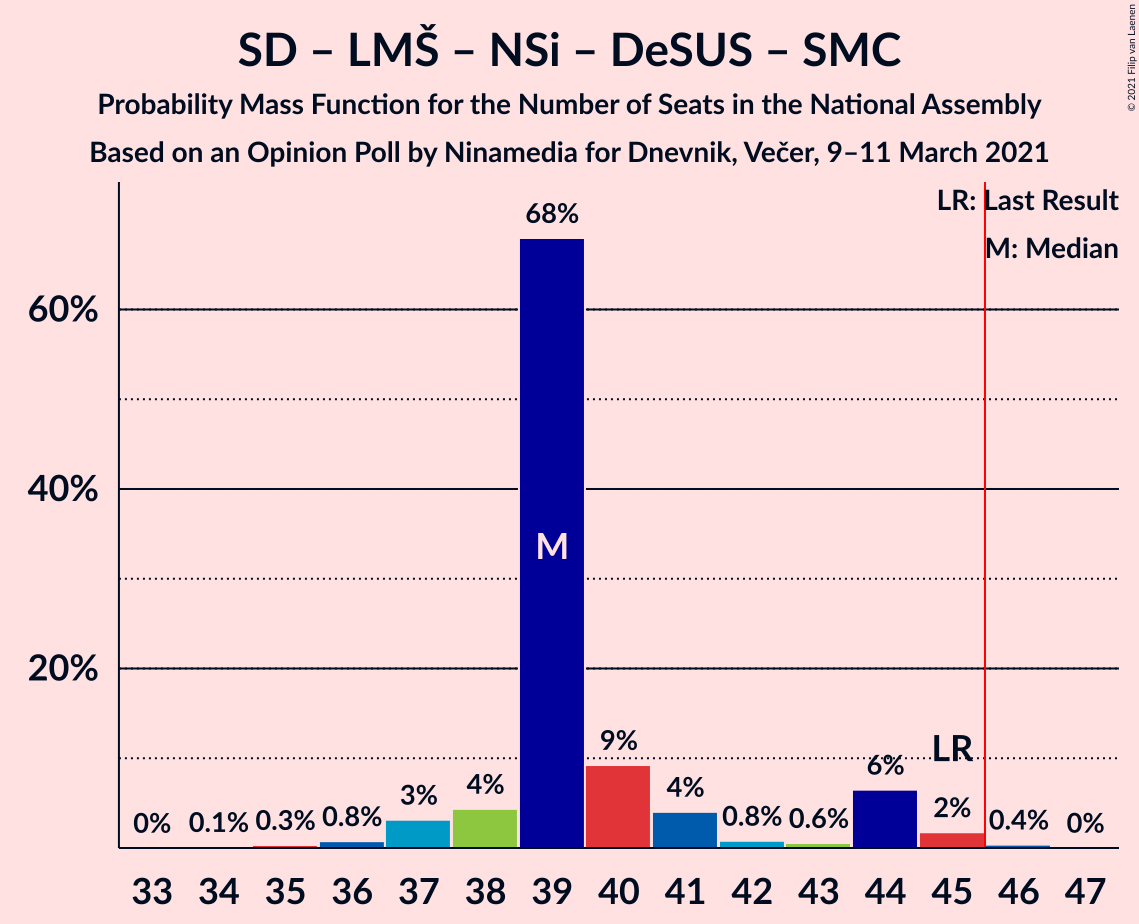 SD – LMŠ – NSi – DeSUS – SMC
Probability Mass Function for the Number of Seats in the National Assembly
Based on an Opinion Poll by Ninamedia for Dnevnik, Večer, 9–11 March 2021
© 2021 Filip van Laenen
LR: Last Result
M: Median
60%
40%
20%
0% 0.1% 0.3% 0.8% 3% 4% 68% 9% 4% 0.8% 0.6% 6% 2% 0.4% 0%
M
LR
33 34 35 36 37 38 39 40 41 42 43 44 45 46 47